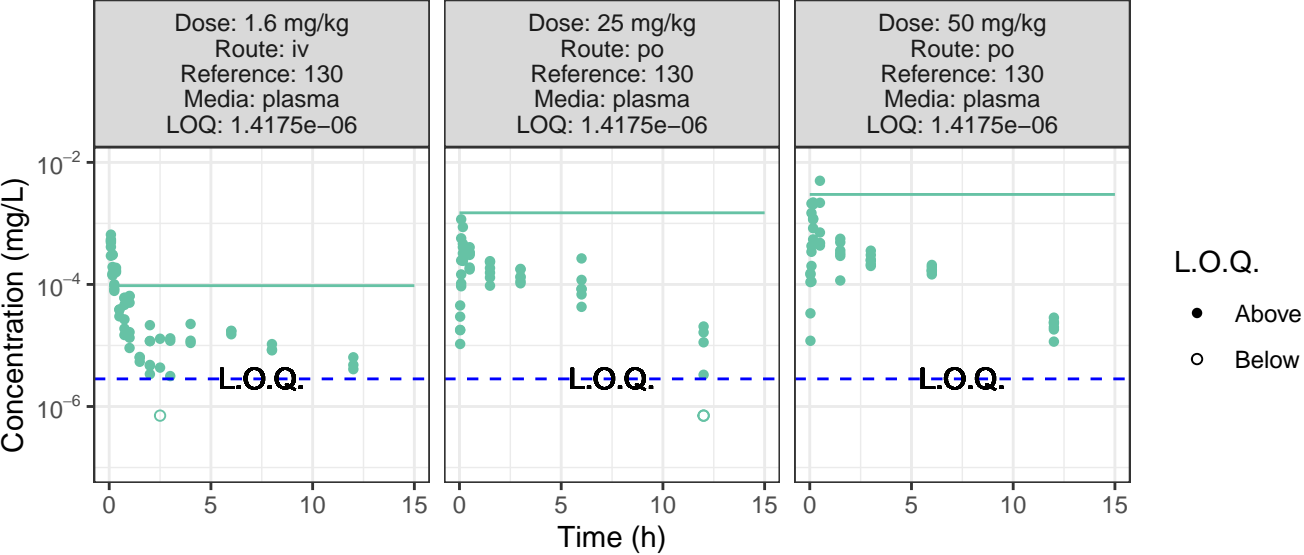 Dose: 1.6 mg/kg
Route: iv
Reference: 130
Media: plasma
LOQ: 1.4175e−06
Dose: 25 mg/kg
Route: po
Reference: 130
Media: plasma
LOQ: 1.4175e−06
Dose: 50 mg/kg
Route: po
Reference: 130
Media: plasma
LOQ: 1.4175e−06
Concentration (mg/L)
10⁻²
10⁻⁴
10⁻⁶
L.O.Q.
L.O.Q.
L.O.Q.
0 5 10 15
0 5 10 15
0 5 10 15
Time (h)
L.O.Q.
Above
Below